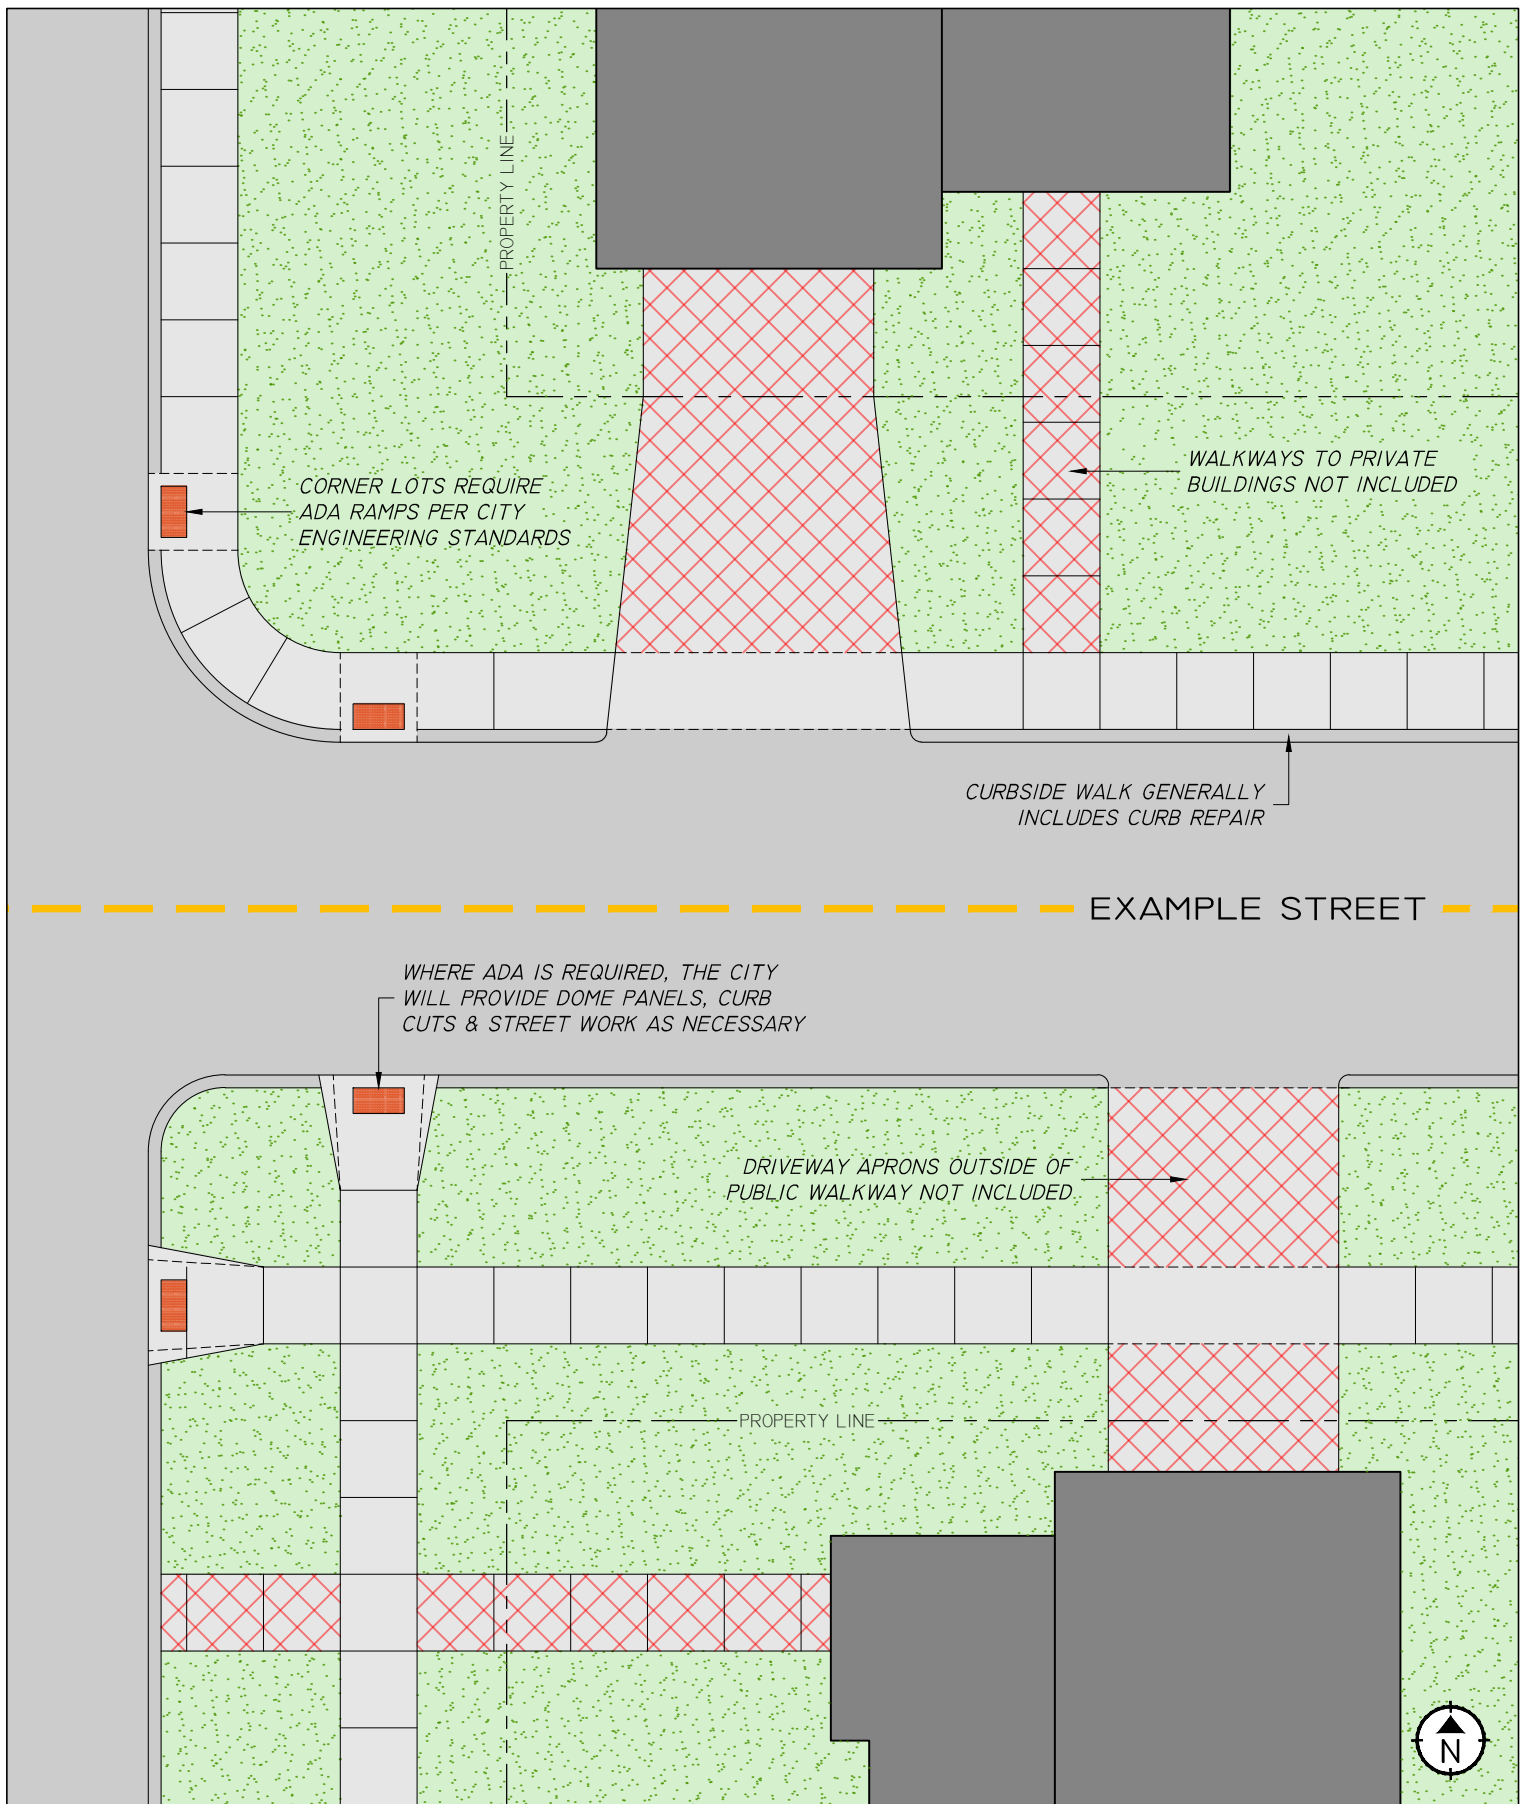 PROPERTY LINE
WALKWAYS TO PRIVATE
BUILDINGS NOT INCLUDED
CORNER LOTS REQUIRE
ADA RAMPS PER CITY
ENGINEERING STANDARDS
CURBSIDE WALK GENERALLY
INCLUDES CURB REPAIR
EXAMPLE STREET
WHERE ADA IS REQUIRED, THE CITY
WILL PROVIDE DOME PANELS, CURB
CUTS & STREET WORK AS NECESSARY
DRIVEWAY APRONS OUTSIDE OF
PUBLIC WALKWAY NOT INCLUDED
PROPERTY LINE
N